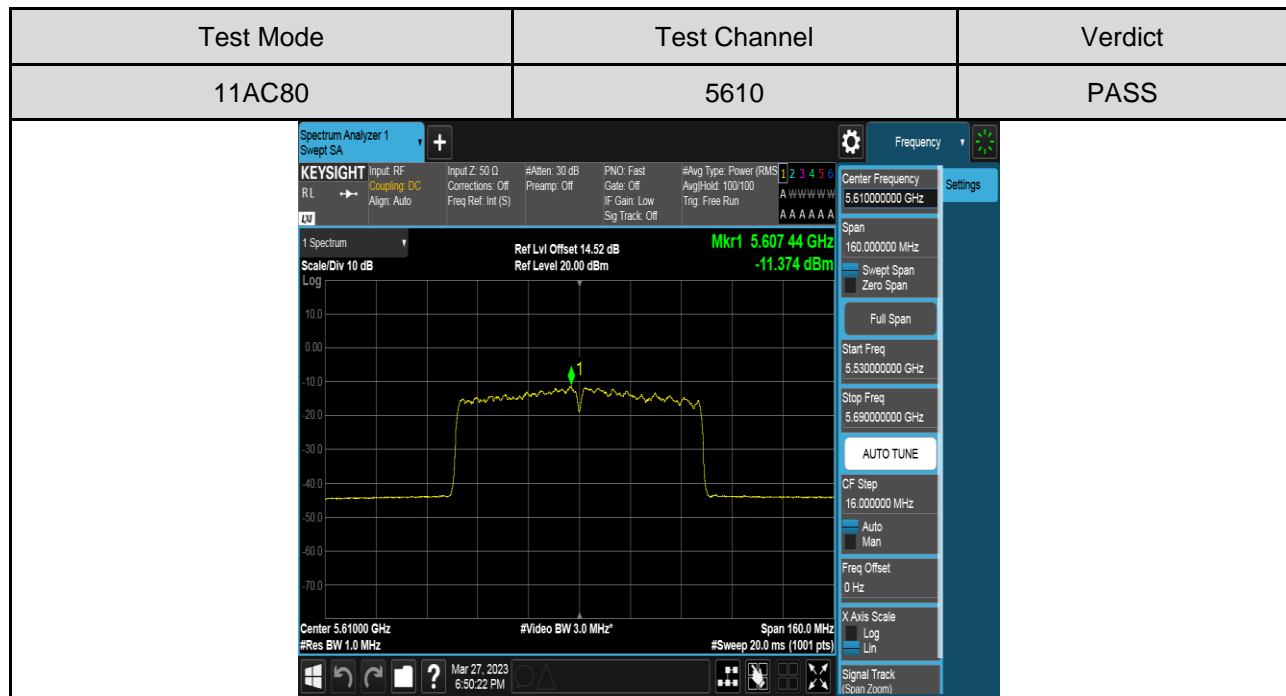 Test Mode Test Channel Verdict
11AC80 5610 PASS
Spectrum Analyzer 1
Swept SA
+
Frequency
KEYSIGHT
RL
LXI
Input: RF
Coupling: DC
Align: Auto
Input Z: 50 Ω
Corrections: Off
Freq Ref: Int (S)
#Atten: 30 dB
Preamp: Off
PNO: Fast
Gate: Off
IF Gain: Low
Sig Track: Off
#Avg Type: Power (RMS
Avg|Hold: 100/100
Trig: Free Run
1 2 3 4 5 6
A W W W W W
A A A A A A
1 Spectrum
Scale/Div 10 dB
Ref Lvl Offset 14.52 dB
Ref Level 20.00 dBm
Mkr1 5.607 44 GHz
-11.374 dBm
Log
10.0
0.00
-10.0
-20.0
-30.0
-40.0
-50.0
-60.0
-70.0
1
Center 5.61000 GHz
#Res BW 1.0 MHz
#Video BW 3.0 MHz*
Span 160.0 MHz
#Sweep 20.0 ms (1001 pts)
Mar 27, 2023
6:50:22 PM
?
Settings
Center Frequency
5.610000000 GHz
Span
160.000000 MHz
Swept Span
Zero Span
Full Span
Start Freq
5.530000000 GHz
Stop Freq
5.690000000 GHz
AUTO TUNE
CF Step
16.000000 MHz
Auto
Man
Freq Offset
0 Hz
X Axis Scale
Log
Lin
Signal Track
(Span Zoom)